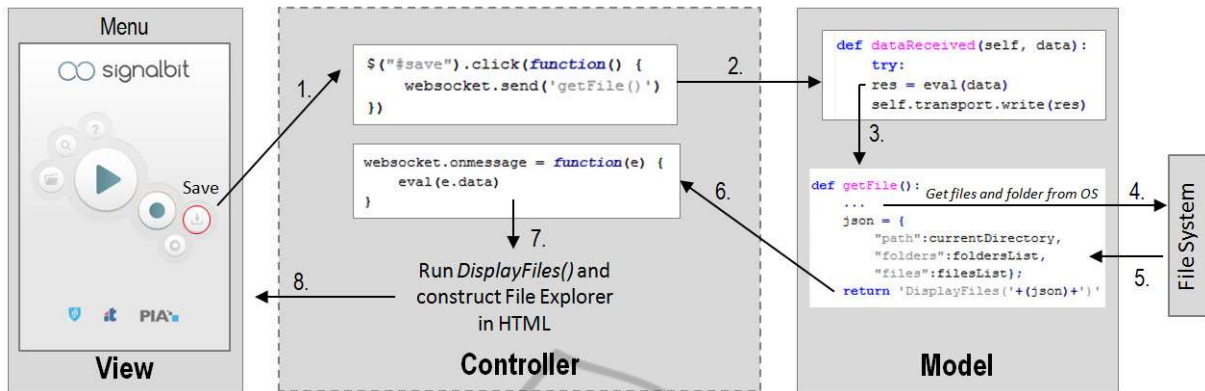 Menu
signalbit
?
Save
PIA
View
1.
$("#save").click(function() {
websocket.send('getFile()')
})
websocket.onmessage = function(e) {
eval(e.data)
}
7.
Run DisplayFiles() and
construct File Explorer
in HTML
8.
Controller
2.
6.
def dataReceived(self, data):
try:
res = eval(data)
self.transport.write(res)
3.
def getFile():
... Get files and folder from OS
json = {
"path":currentDirectory,
"folders":foldersList,
"files":filesList};
return 'DisplayFiles('+(json)+')'
Model
4.
5.
File System